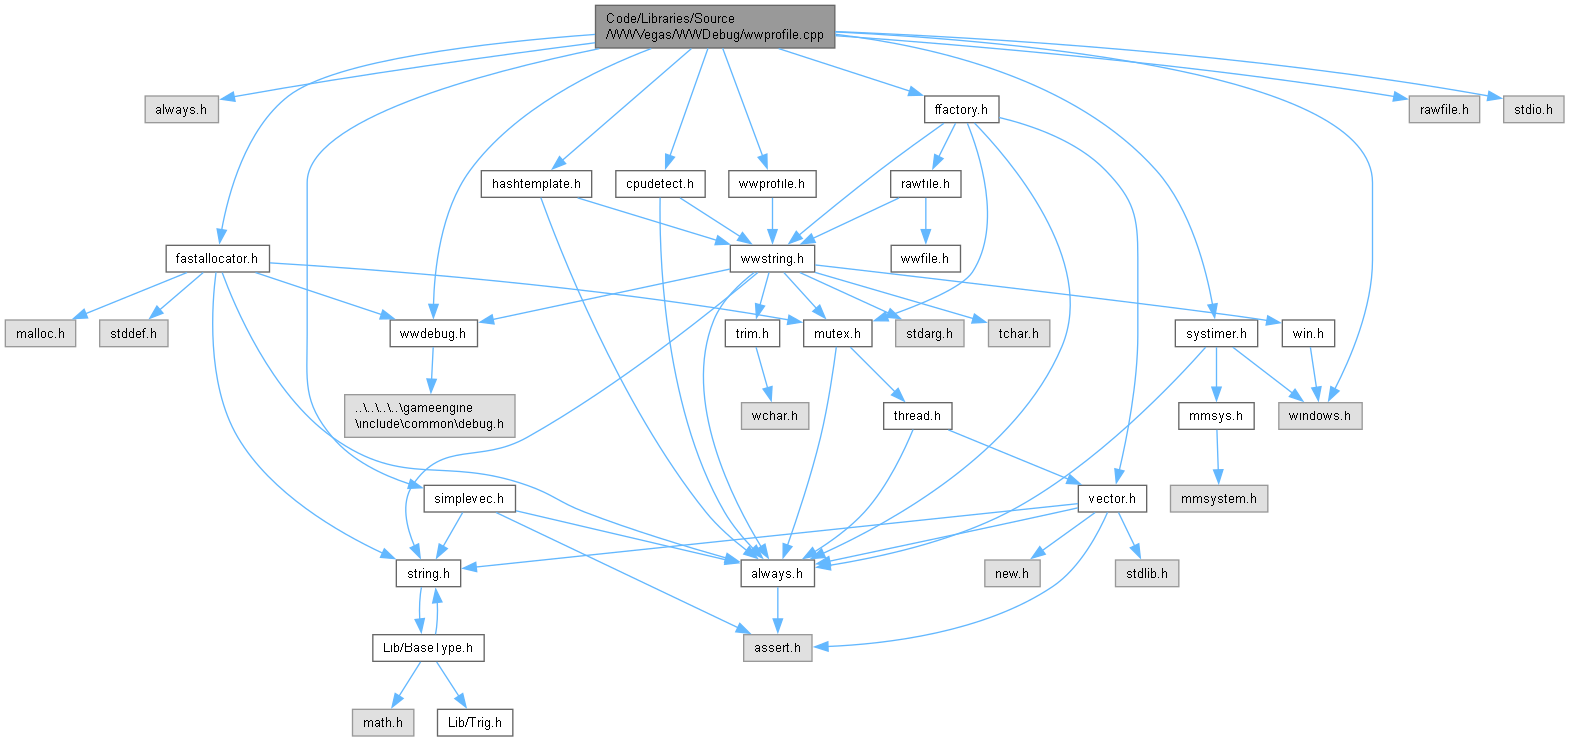 Code/Libraries/Source
/WWVegas/WWDebug/wwprofile.cpp
always.h
ffactory.h
rawfile.h
stdio.h
hashtemplate.h
cpudetect.h
wwprofile.h
rawfile.h
fastallocator.h
wwstring.h
wwfile.h
malloc.h
stddef.h
wwdebug.h
trim.h
mutex.h
stdarg.h
tchar.h
systimer.h
win.h
..\..\..\..\gameengine
\include\common\debug.h
wchar.h
thread.h
mmsys.h
windows.h
simplevec.h
vector.h
mmsystem.h
string.h
always.h
new.h
stdlib.h
Lib/BaseType.h
assert.h
math.h
Lib/Trig.h